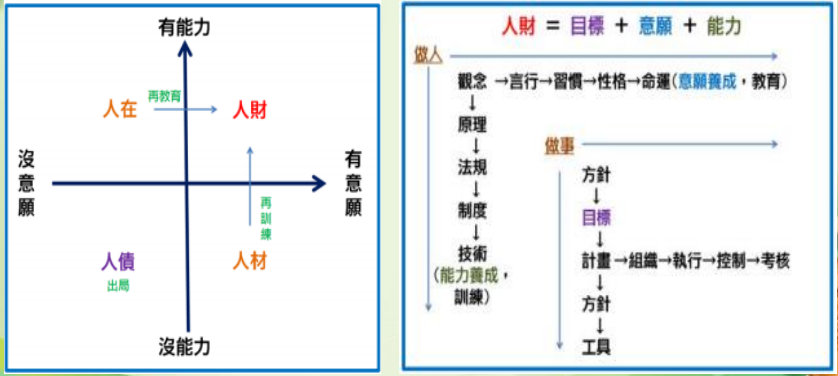 有能力
再教育
人在
人財
沒意願
有意願
再訓練
人債
出局
人材
沒能力
人財 = 目標 + 意願 + 能力
做人
觀念 →言行→習慣→性格→命運(意願養成，教育)
↓
原理
↓
法規
↓
制度
↓
技術
(能力養成，
訓練)
做事
方針
↓
目標
↓
計畫→組織→執行→控制→考核
↓
方針
↓
工具